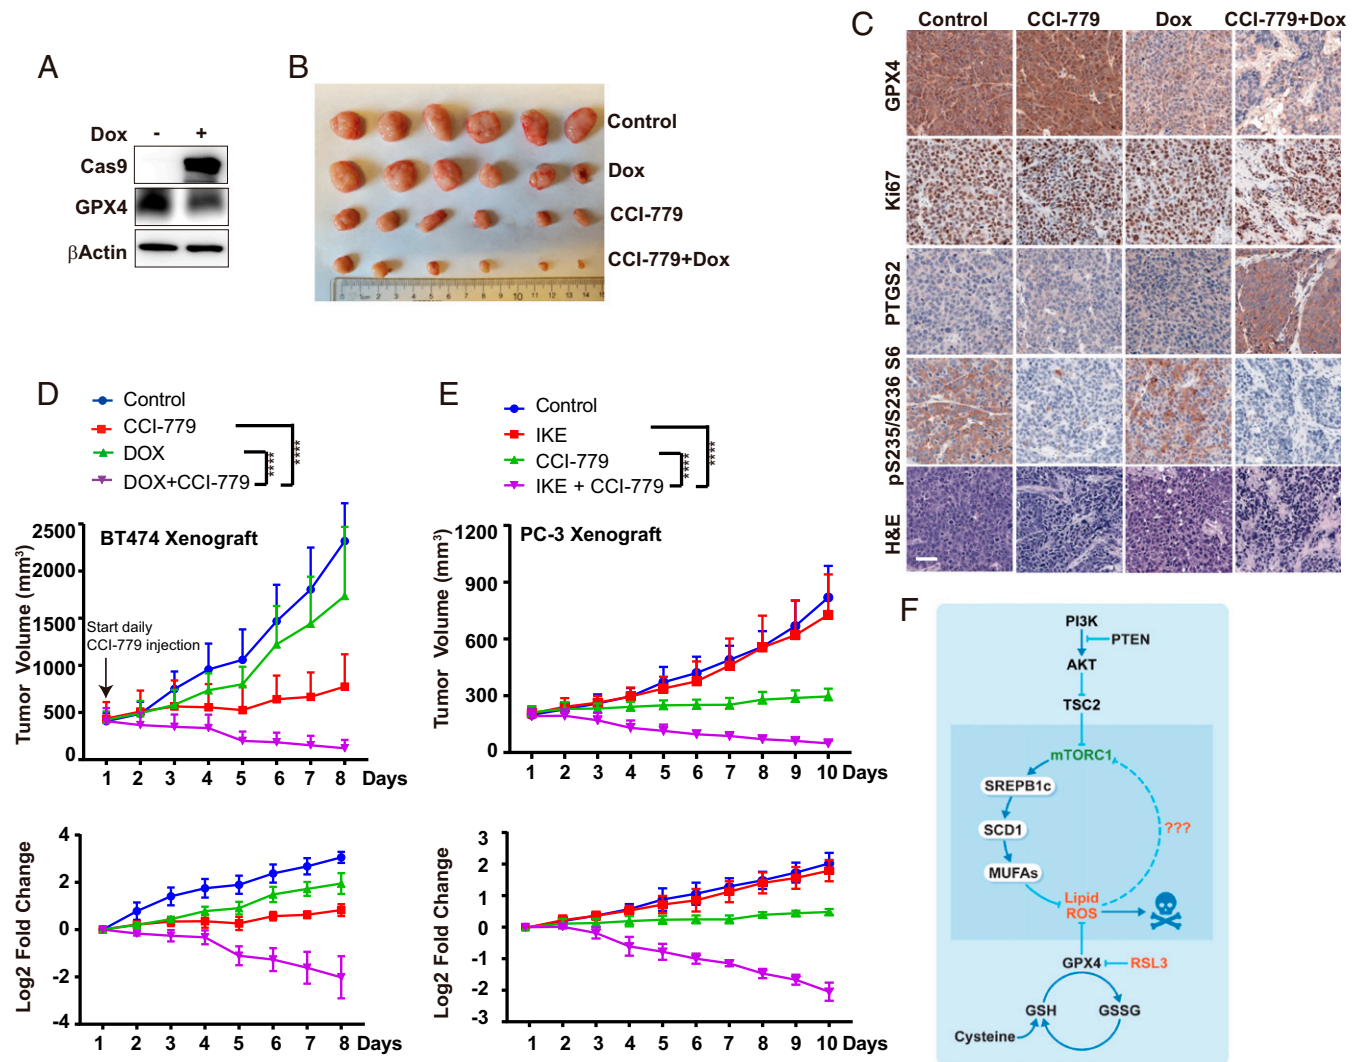 A
Dox - +
Cas9
GPX4
βActin
B
Control
Dox
CCI-779
CCI-779+Dox
C
Control CCI-779 Dox CCI-779+Dox
GPX4
Ki67
PTGS2
pS235/S236 S6
H&E
D
Control
CCI-779
DOX
DOX+CCI-779
****
****
BT474 Xenograft
Start daily
CCI-779 injection
Tumor Volume (mm³)
2500
2000
1500
1000
500
0
1 2 3 4 5 6 7 8 Days
Log2 Fold Change
4
2
0
-2
-4
1 2 3 4 5 6 7 8 Days
E
Control
IKE
CCI-779
IKE + CCI-779
****
****
PC-3 Xenograft
Tumor Volume (mm³)
1200
900
600
300
0
1 2 3 4 5 6 7 8 9 10 Days
Log2 Fold Change
3
2
1
0
-1
-2
-3
1 2 3 4 5 6 7 8 9 10 Days
F
PI3K
PTEN
AKT
TSC2
mTORC1
SREPB1c
SCD1
???
MUFAs
Lipid
ROS
GPX4 RSL3
GSH GSSG
Cysteine